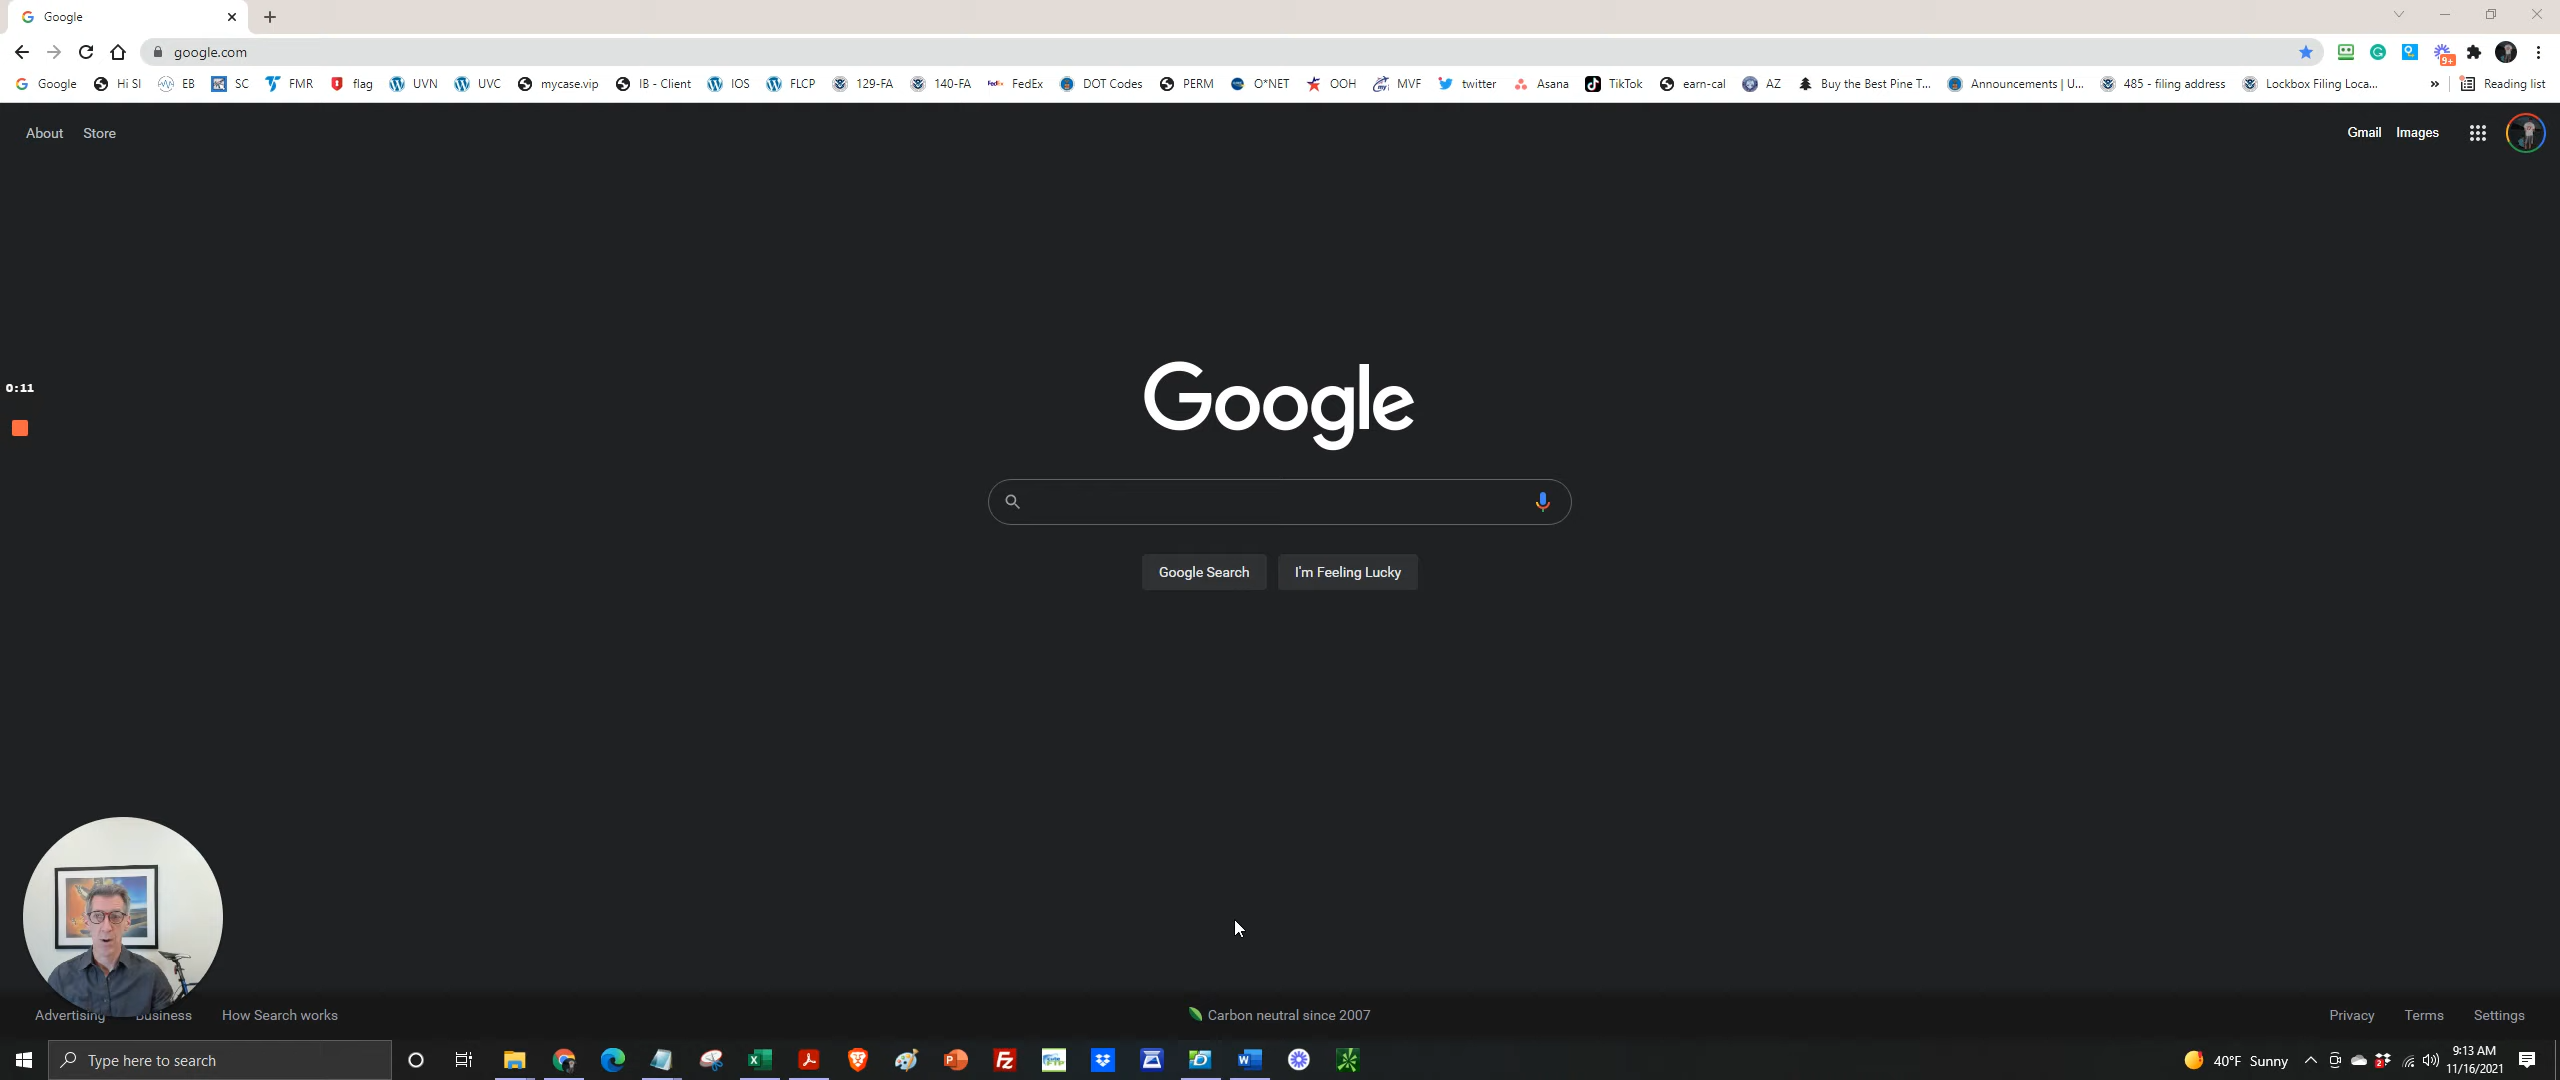 Google
google.com
Google Hi SI EB SC FMR flag UVN UVC mycase.vip IB - Client IOS FLCP 129-FA 140-FA FedEx FedEx DOT Codes PERM O*NET OOH my MVF twitter Asana TikTok earn-cal AZ Buy the Best Pine T... Announcements | U... 485 - filing address Lockbox Filing Loca... » Reading list
9+
About Store Gmail Images
Google
0:11
Google Search I'm Feeling Lucky
Advertising Business How Search works Carbon neutral since 2007 Privacy Terms Settings
Type here to search 40°F Sunny 9:13 AM
11/16/2021